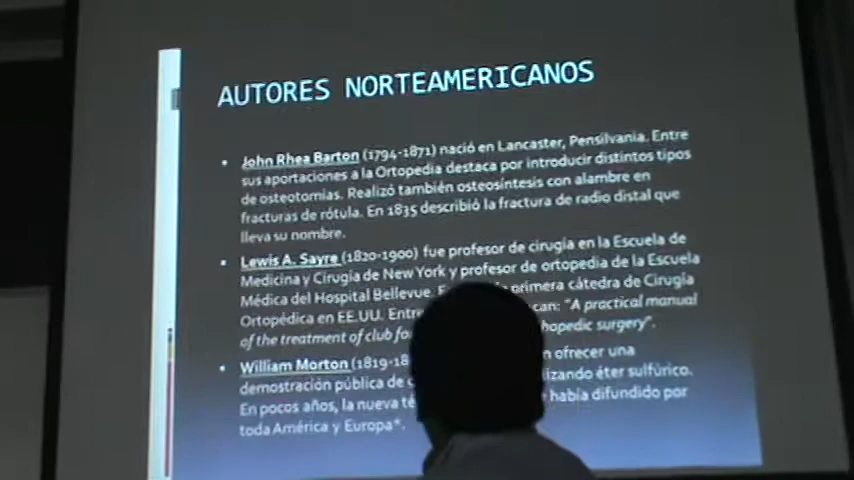 AUTORES NORTEAMERICANOS
• John Rhea Barton (1794-1871) nació en Lancaster, Pensilvania. Entre
sus aportaciones a la Ortopedia destaca por introducir distintos tipos
de osteotomías. Realizó también osteosíntesis con alambre en
fracturas de rótula. En 1835 describió la fractura de radio distal que
lleva su nombre.
• Lewis A. Sayre (1820-1900) fue profesor de cirugía en la Escuela de
Medicina y Cirugía de New York y profesor de ortopedia de la Escuela
Médica del Hospital Bellevue. primera cátedra de Cirugía
Ortopédica en EE.UU. "A practical manual
of the treatment of club surgery".
• William Morton (1819- ofrecer una
demostración pública de éter sulfúrico.
En pocos años, la nueva había difundido por
toda América y Europa*.